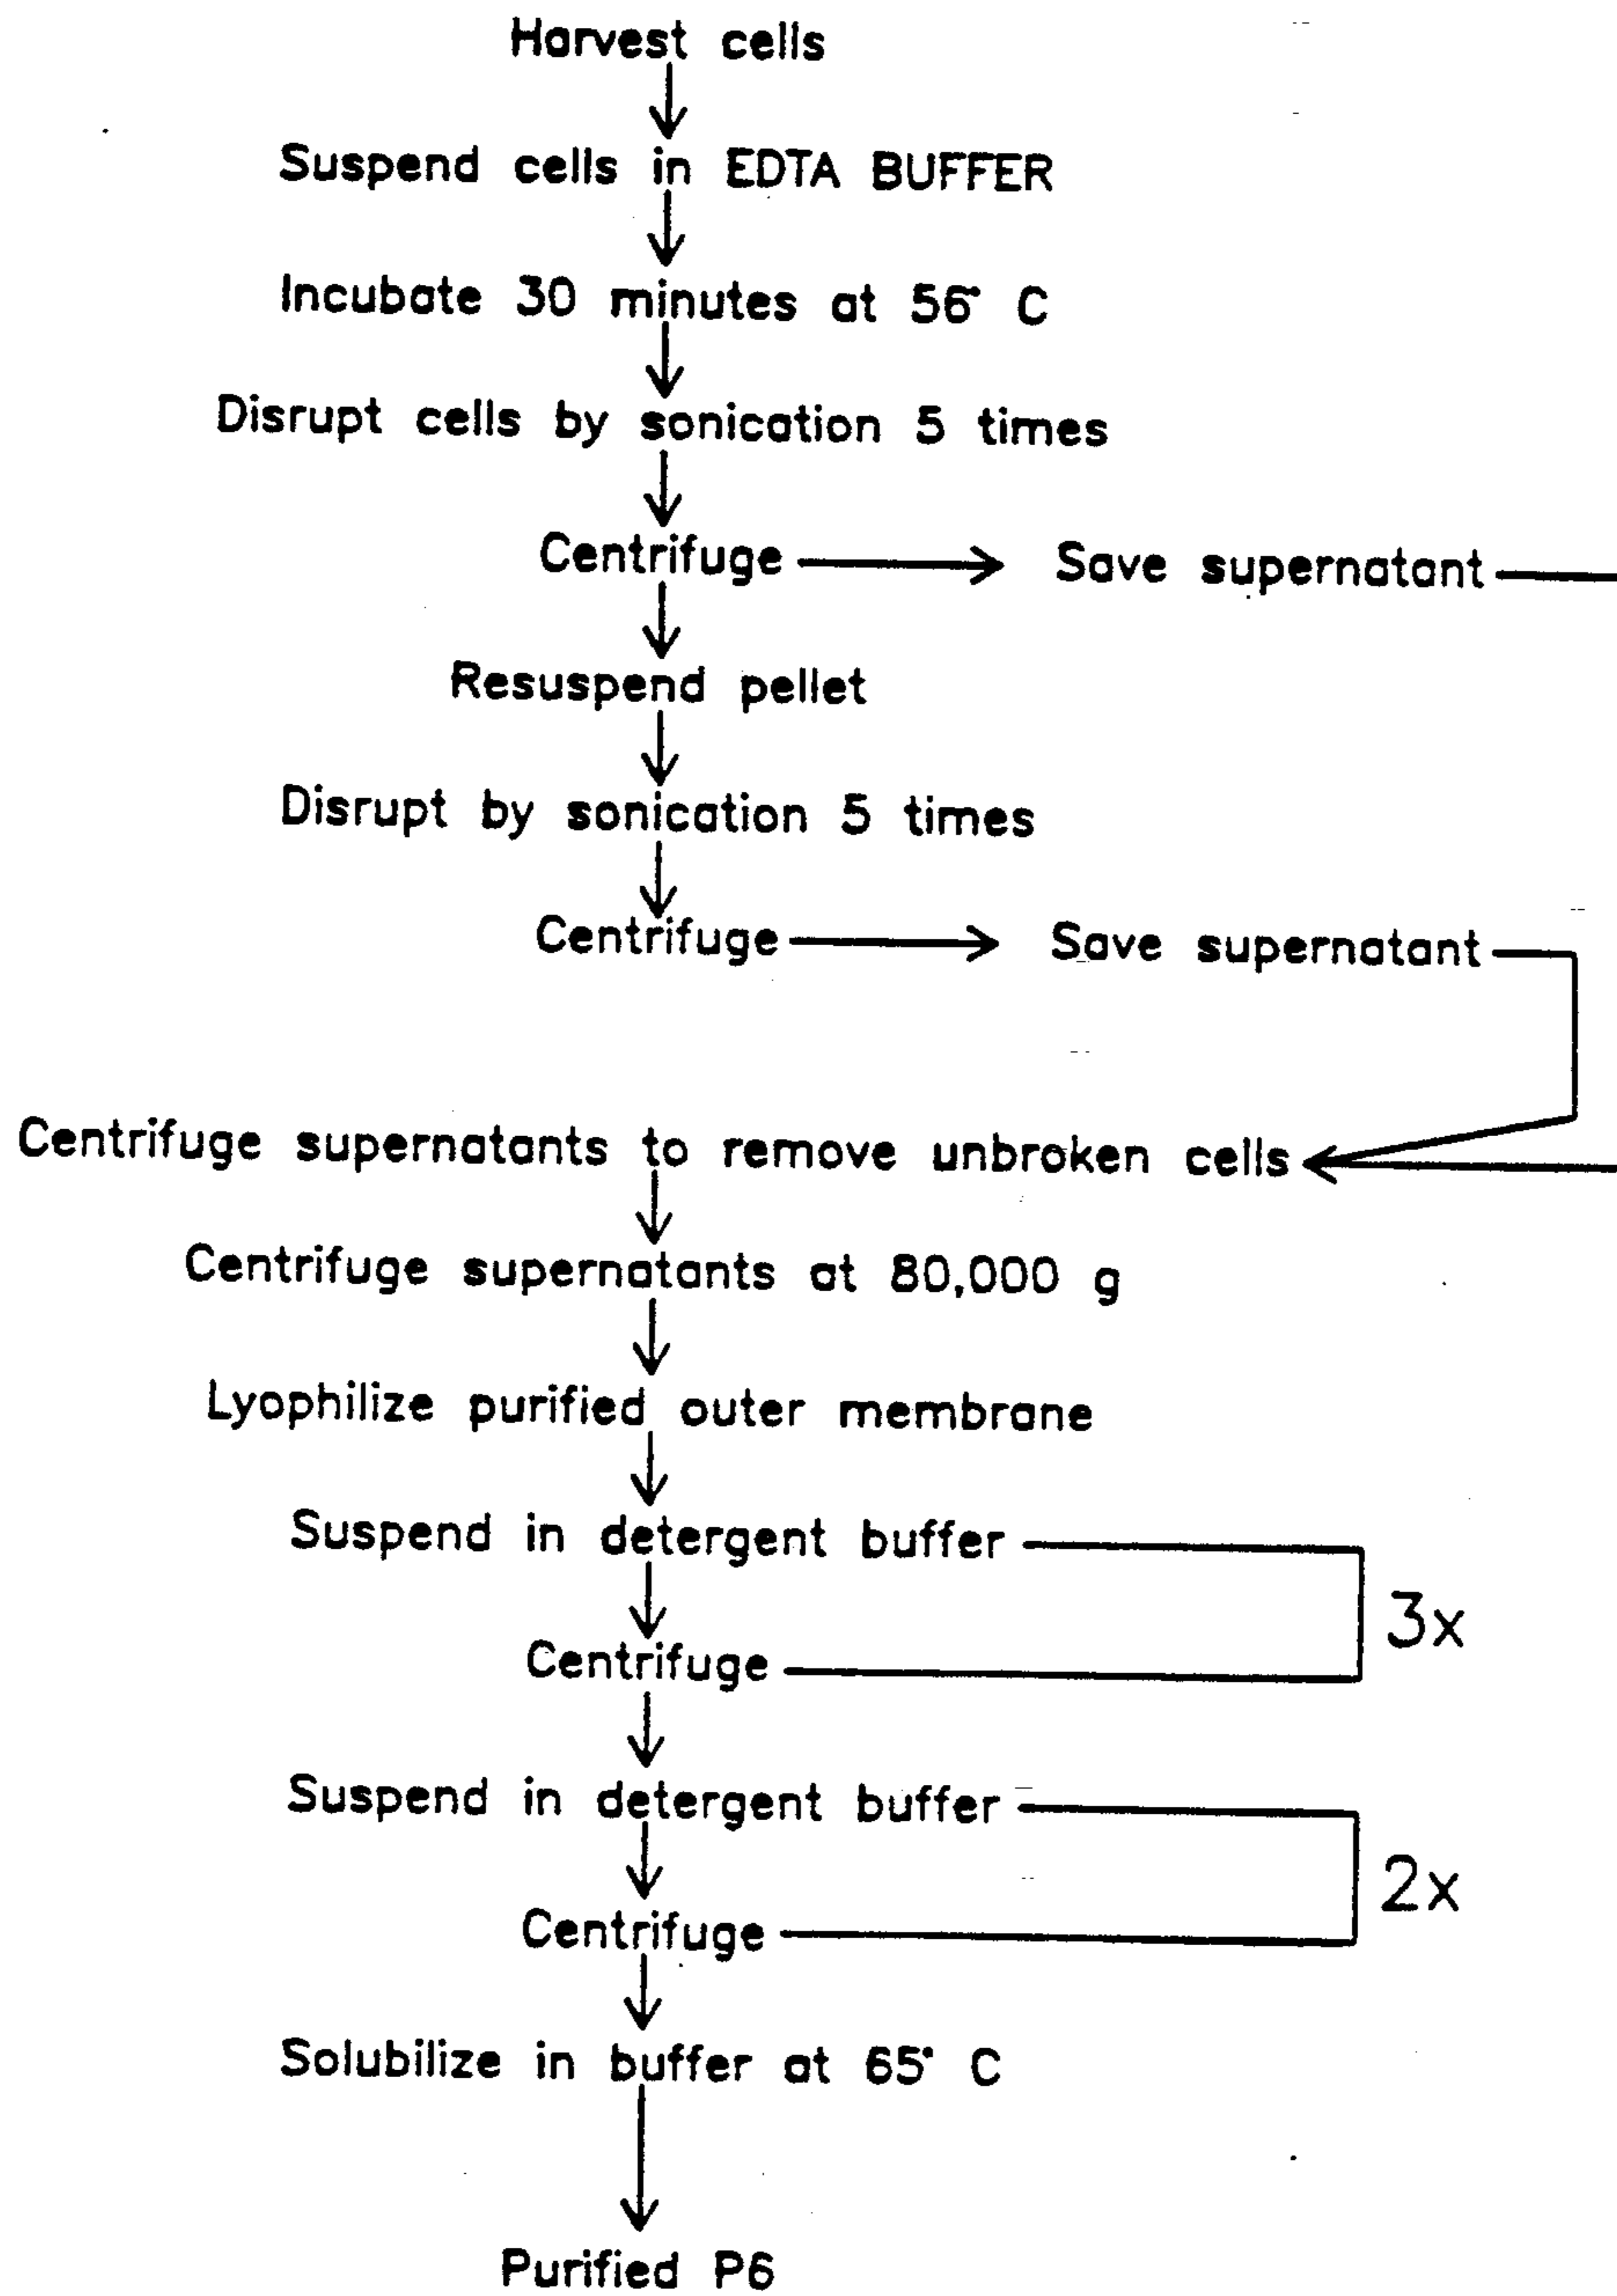 Harvest cells
Suspend cells in EDTA BUFFER
Incubate 30 minutes at 56° C
Disrupt cells by sonication 5 times
Centrifuge
Save supernatant
Resuspend pellet
Disrupt by sonication 5 times
Centrifuge
Save supernatant
Centrifuge supernatants to remove unbroken cells
Centrifuge supernatants at 80,000 g
Lyophilize purified outer membrane
Suspend in detergent buffer
3x
Centrifuge
Suspend in detergent buffer
2x
Centrifuge
Solubilize in buffer at 65° C
Purified P6